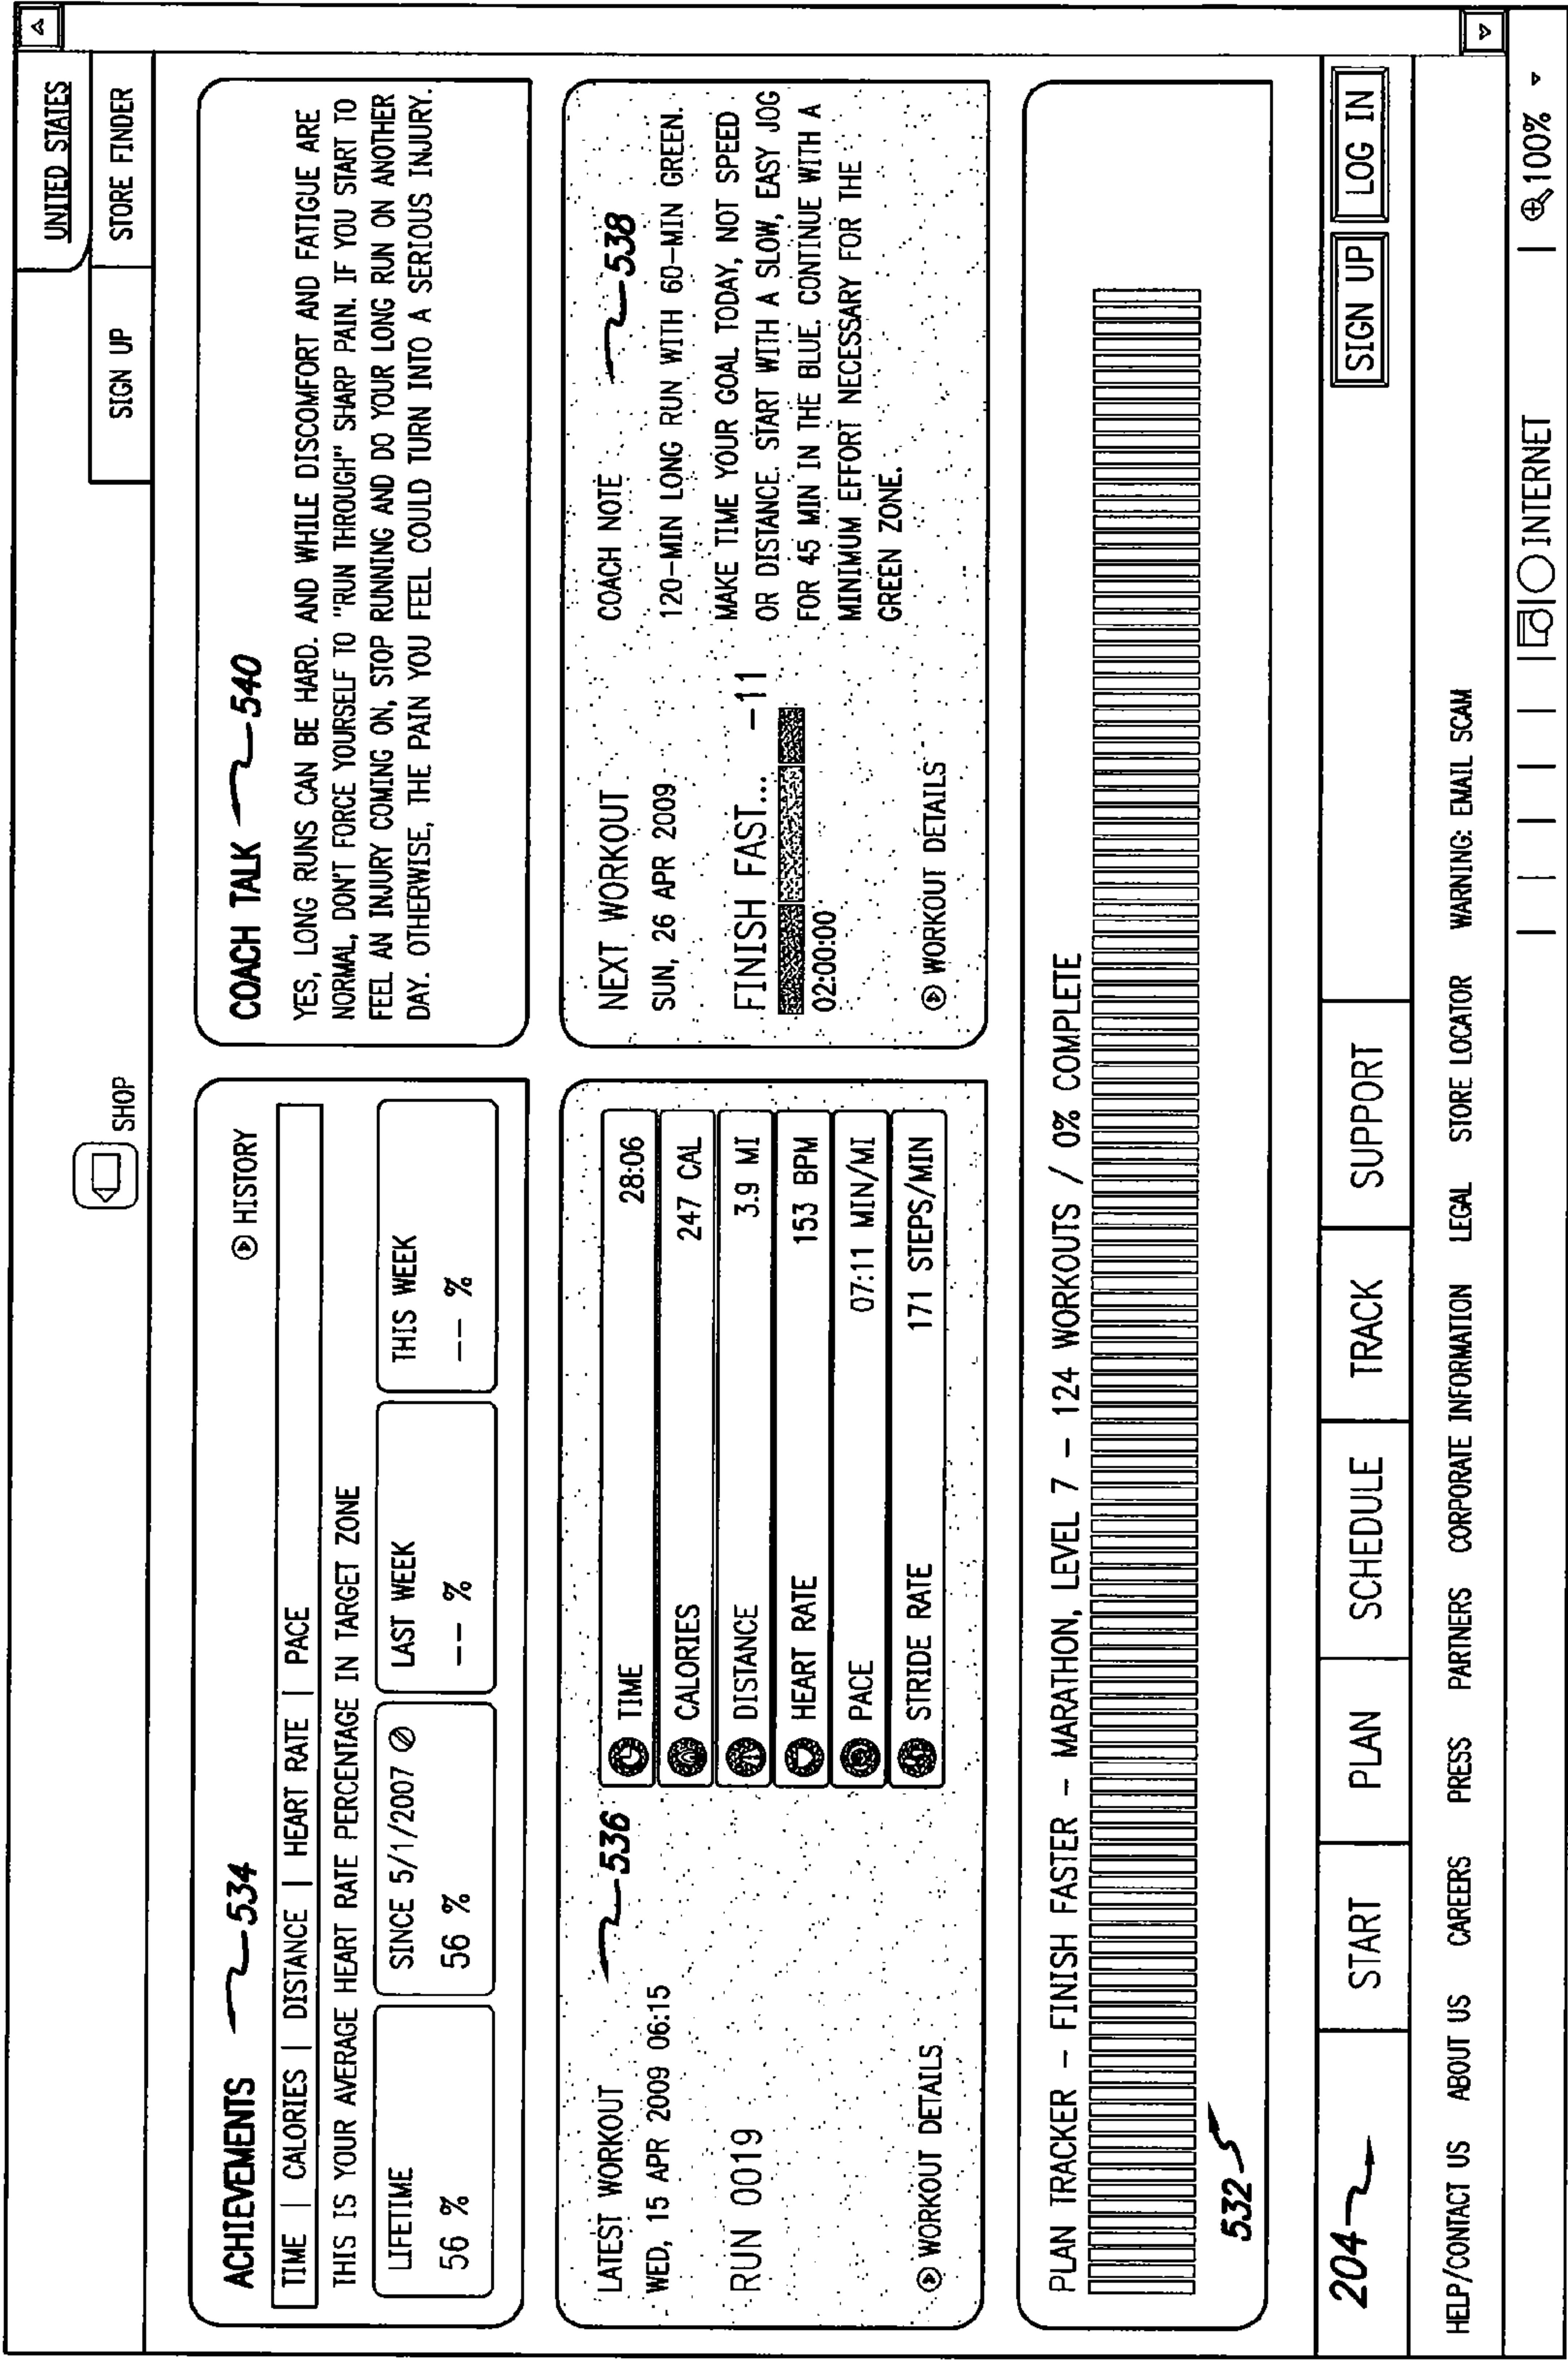 UNITED STATES
SHOP
SIGN UP STORE FINDER
ACHIEVEMENTS 534
HISTORY
TIME | CALORIES | DISTANCE | HEART RATE | PACE
THIS IS YOUR AVERAGE HEART RATE PERCENTAGE IN TARGET ZONE
LIFETIME
56 %
SINCE 5/1/2007
56 %
LAST WEEK
-- %
THIS WEEK
-- %
COACH TALK 540
YES, LONG RUNS CAN BE HARD. AND WHILE DISCOMFORT AND FATIGUE ARE
NORMAL, DON'T FORCE YOURSELF TO "RUN THROUGH" SHARP PAIN. IF YOU START TO
FEEL AN INJURY COMING ON, STOP RUNNING AND DO YOUR LONG RUN ON ANOTHER
DAY. OTHERWISE, THE PAIN YOU FEEL COULD TURN INTO A SERIOUS INJURY.
LATEST WORKOUT 536
WED, 15 APR 2009 06:15
RUN 0019
WORKOUT DETAILS
TIME 28:06
CALORIES 247 CAL
DISTANCE 3.9 MI
HEART RATE 153 BPM
PACE 07:11 MIN/MI
STRIDE RATE 171 STEPS/MIN
NEXT WORKOUT
SUN, 26 APR 2009
FINISH FAST... -11
02:00:00
WORKOUT DETAILS
COACH NOTE 538
120-MIN LONG RUN WITH 60-MIN GREEN.
MAKE TIME YOUR GOAL TODAY, NOT SPEED
OR DISTANCE. START WITH A SLOW, EASY JOG
FOR 45 MIN IN THE BLUE. CONTINUE WITH A
MINIMUM EFFORT NECESSARY FOR THE
GREEN ZONE.
PLAN TRACKER - FINISH FASTER - MARATHON, LEVEL 7 - 124 WORKOUTS / 0% COMPLETE
532
204 START PLAN SCHEDULE TRACK SUPPORT SIGN UP LOG IN
HELP/CONTACT US ABOUT US CAREERS PRESS PARTNERS CORPORATE INFORMATION LEGAL STORE LOCATOR WARNING: EMAIL SCAM
INTERNET 100%